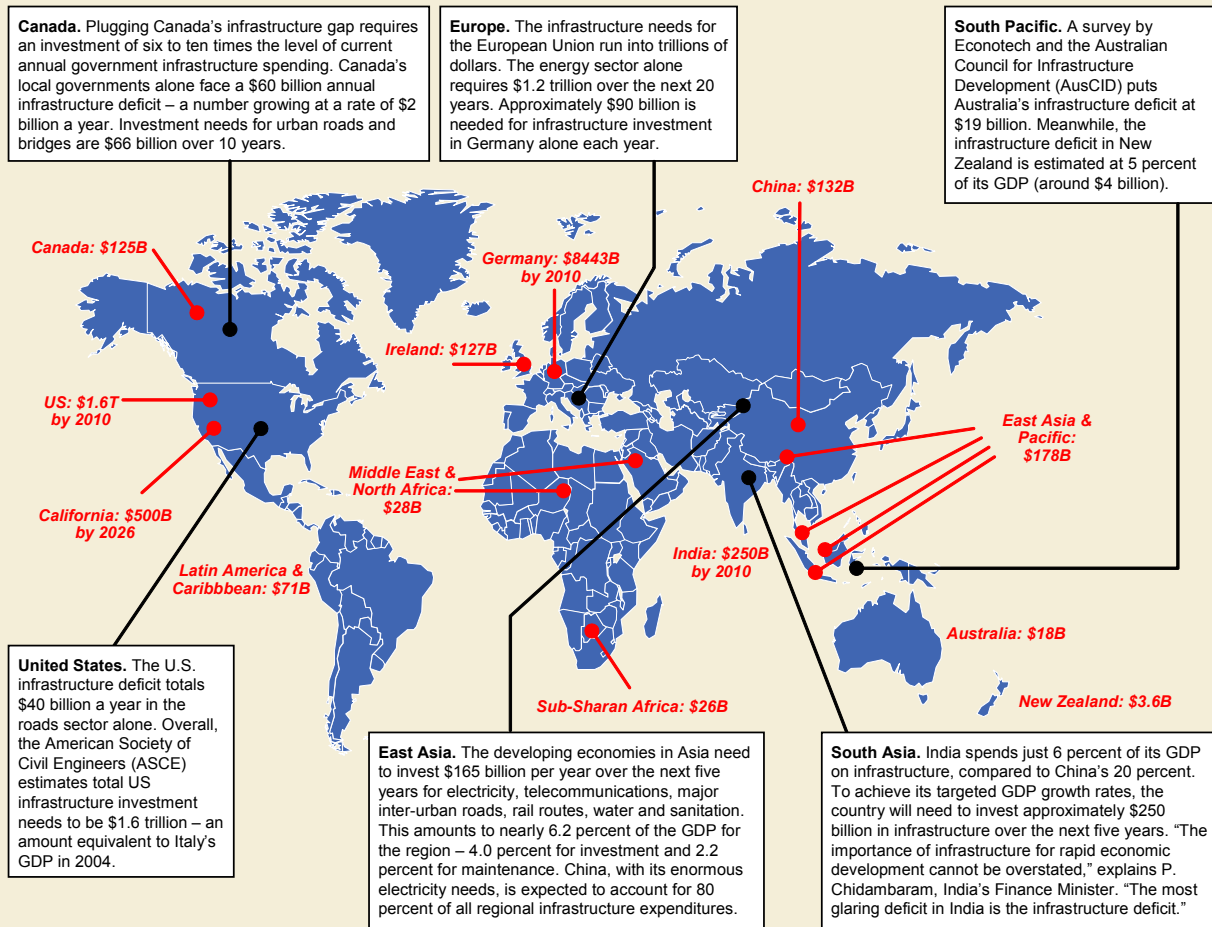 Canada. Plugging Canada's infrastructure gap requires
an investment of six to ten times the level of current
annual government infrastructure spending. Canada's
local governments alone face a $60 billion annual
infrastructure deficit – a number growing at a rate of $2
billion a year. Investment needs for urban roads and
bridges are $66 billion over 10 years.
Europe. The infrastructure needs for
the European Union run into trillions of
dollars. The energy sector alone
requires $1.2 trillion over the next 20
years. Approximately $90 billion is
needed for infrastructure investment
in Germany alone each year.
South Pacific. A survey by
Econotech and the Australian
Council for Infrastructure
Development (AusCID) puts
Australia's infrastructure deficit at
$19 billion. Meanwhile, the
infrastructure deficit in New
Zealand is estimated at 5 percent
of its GDP (around $4 billion).
China: $132B
Canada: $125B
Germany: $8443B
by 2010
Ireland: $127B
US: $1.6T
by 2010
East Asia &
Pacific:
$178B
Middle East &
North Africa:
$28B
California: $500B
by 2026
India: $250B
by 2010
Latin America &
Caribbbean: $71B
Australia: $18B
New Zealand: $3.6B
Sub-Sharan Africa: $26B
United States. The U.S.
infrastructure deficit totals
$40 billion a year in the
roads sector alone. Overall,
the American Society of
Civil Engineers (ASCE)
estimates total US
infrastructure investment
needs to be $1.6 trillion – an
amount equivalent to Italy's
GDP in 2004.
East Asia. The developing economies in Asia need
to invest $165 billion per year over the next five
years for electricity, telecommunications, major
inter-urban roads, rail routes, water and sanitation.
This amounts to nearly 6.2 percent of the GDP for
the region – 4.0 percent for investment and 2.2
percent for maintenance. China, with its enormous
electricity needs, is expected to account for 80
percent of all regional infrastructure expenditures.
South Asia. India spends just 6 percent of its GDP
on infrastructure, compared to China's 20 percent.
To achieve its targeted GDP growth rates, the
country will need to invest approximately $250
billion in infrastructure over the next five years. "The
importance of infrastructure for rapid economic
development cannot be overstated," explains P.
Chidambaram, India's Finance Minister. "The most
glaring deficit in India is the infrastructure deficit."